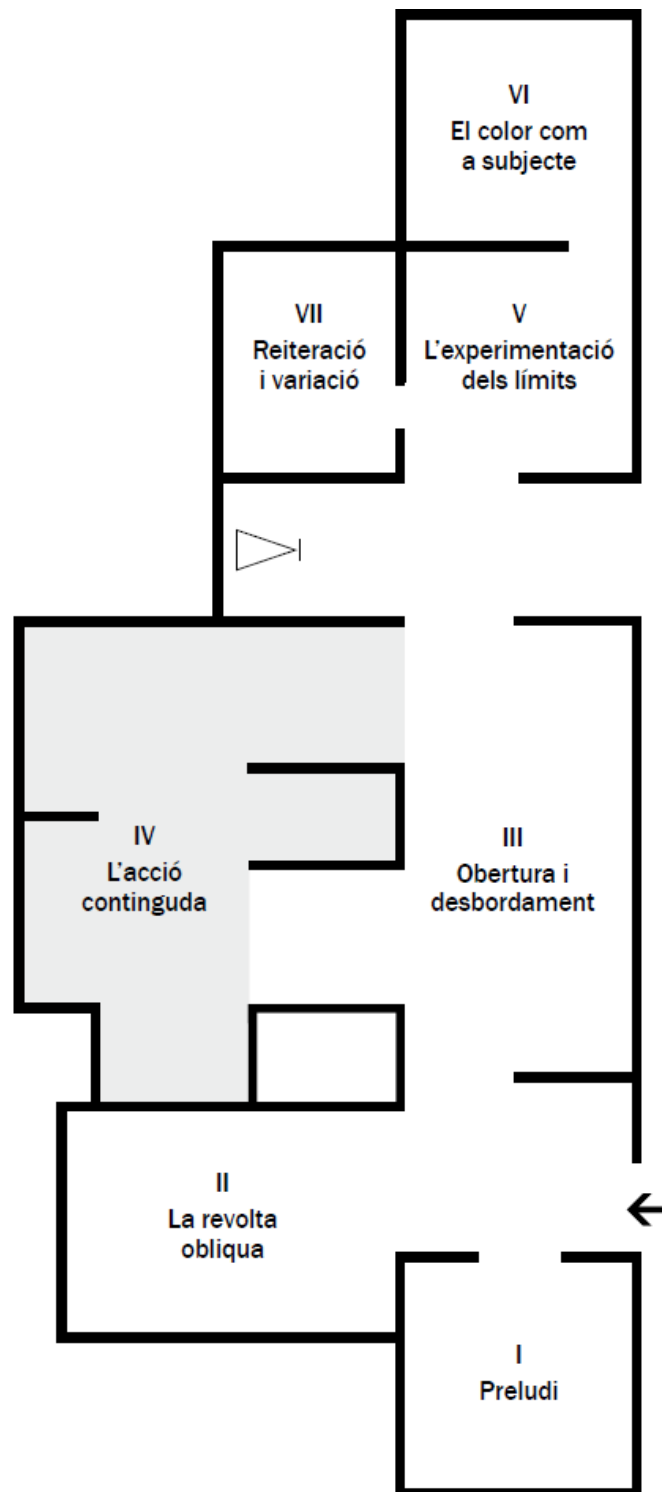 VI
El color com
a subjecte
VII
Reiteració
i variació
V
L'experimentació
dels límits
IV
L'acció
continguda
III
Obertura i
desbordament
II
La revolta
obliqua
I
Preludi